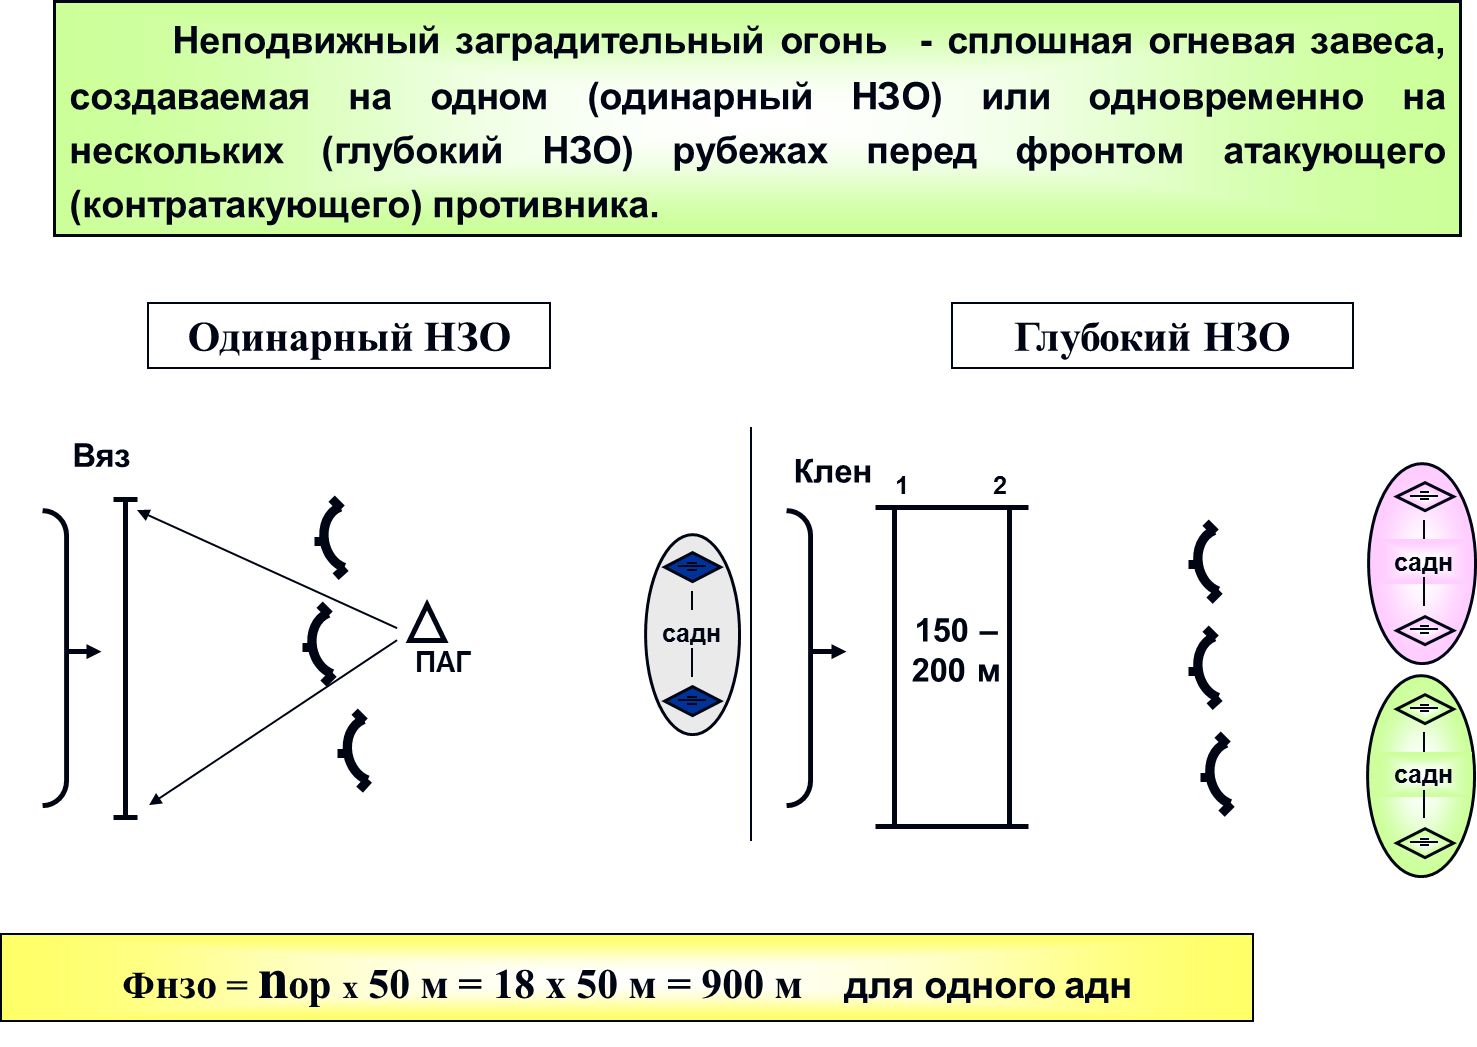 Неподвижный заградительный огонь - сплошная огневая завеса,
создаваемая на одном (одинарный НЗО) или одновременно на
нескольких (глубокий НЗО) рубежах перед фронтом атакующего
(контратакующего) противника.
Одинарный НЗО
Глубокий НЗО
Вяз
ПАГ
садн
Клен
1
2
150 –
200 м
садн
садн
Фнзо = nор х 50 м = 18 х 50 м = 900 м для одного адн